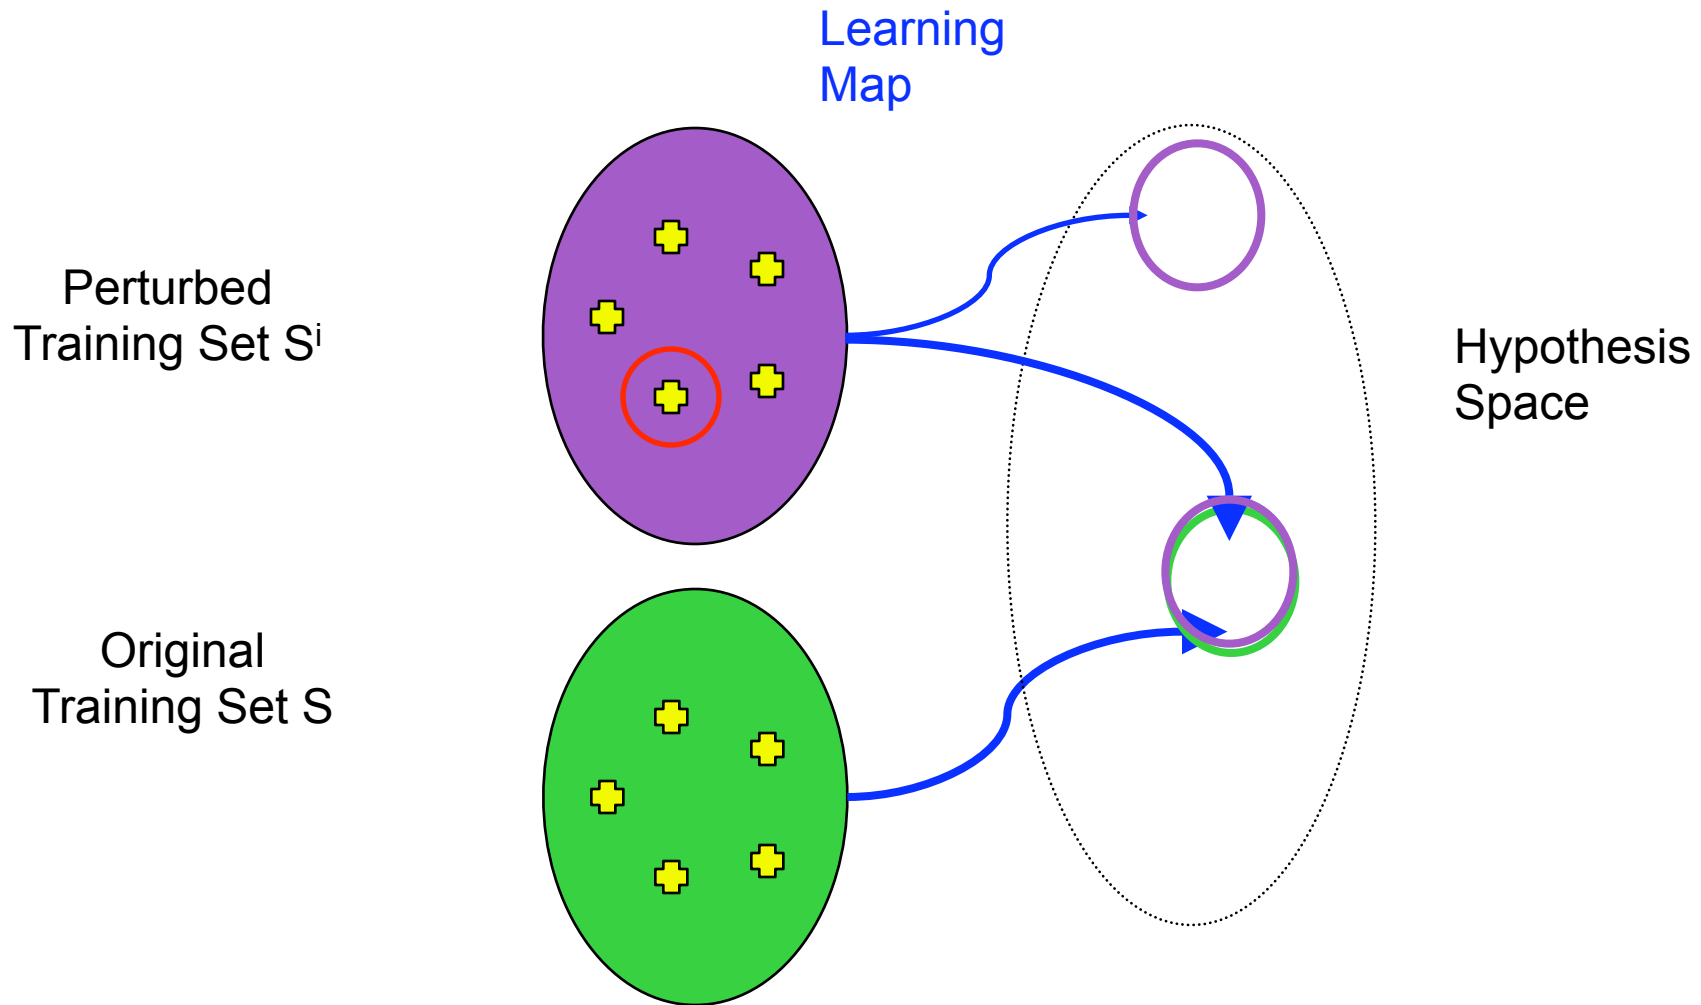 Learning
Map
Perturbed
Training Set Sⁱ
Hypothesis
Space
Original
Training Set S